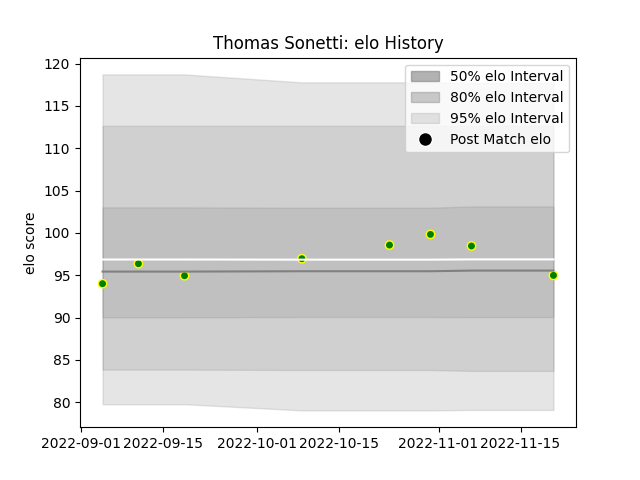 Thomas Sonetti: elo History
120
115
110
105
100
95
90
85
80
elo score
50% elo Interval
80% elo Interval
95% elo Interval
Post Match elo
2022-09-01 2022-09-15 2022-10-01 2022-10-15 2022-11-01 2022-11-15